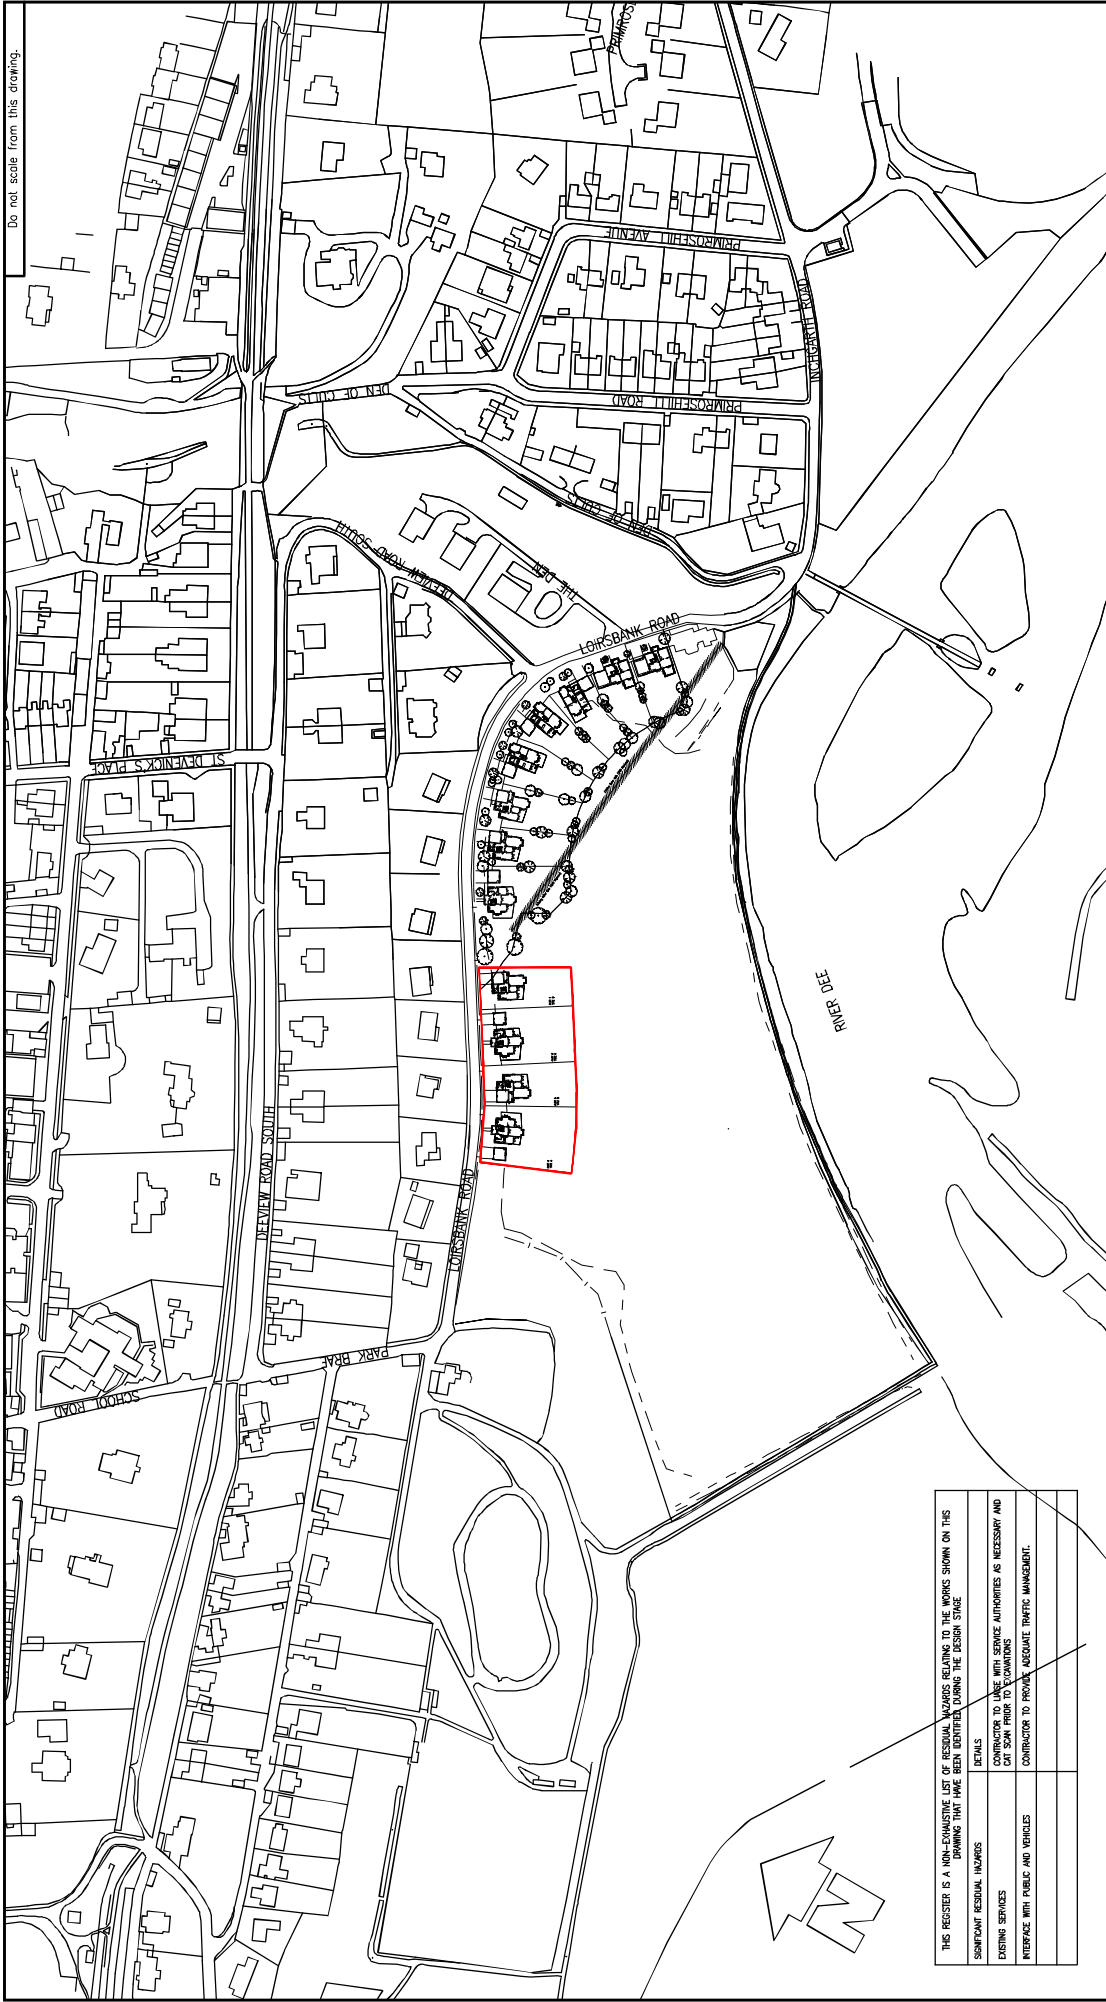 Do not scale from this drawing.
PRIMROS
PRIMROSEHILL AVENUE
INCHGARTH ROAD
PRIMROSEHILL ROAD
DEN OF CULTS
DEN OF CULTS
DEEVIEW ROAD SOUTH
THE DEN
LOIRSBANK ROAD
ST DEVENICK'S PLACE
RIVER DEE
DEEVIEW ROAD SOUTH
LOIRSBANK ROAD
PARK BRAE
SCHOOL ROAD
N
THIS REGISTER IS A NON-EXHAUSTIVE LIST OF RESIDUAL HAZARDS RELATING TO THE WORKS SHOWN ON THIS
DRAWING THAT HAVE BEEN IDENTIFIED DURING THE DESIGN STAGE
SIGNIFICANT RESIDUAL HAZARDS
DETAILS
EXISTING SERVICES
CONTRACTOR TO LIAISE WITH SERVICE AUTHORITIES AS NECESSARY AND
CAT SCAN PRIOR TO EXCAVATIONS
INTERFACE WITH PUBLIC AND VEHICLES
CONTRACTOR TO PROVIDE ADEQUATE TRAFFIC MANAGEMENT.